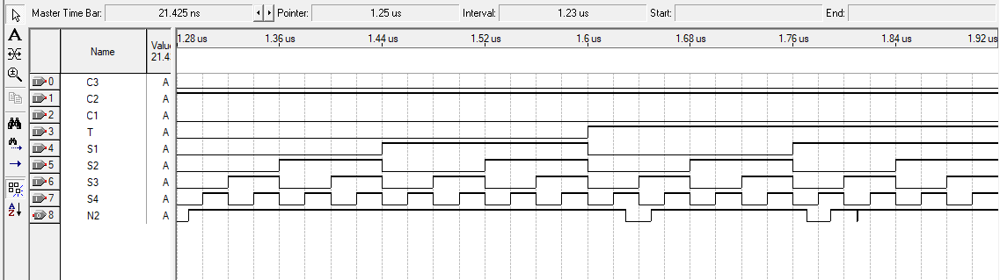 Master Time Bar: 21.425 ns Pointer: 1.25 us Interval: 1.23 us Start: End:
A
Name
Value
21.4
1.28 us 1.36 us 1.44 us 1.52 us 1.6 us 1.68 us 1.76 us 1.84 us 1.92 us
0 C3 A
1 C2 A
2 C1 A
3 T A
4 S1 A
5 S2 A
6 S3 A
7 S4 A
8 N2 A
A
Z